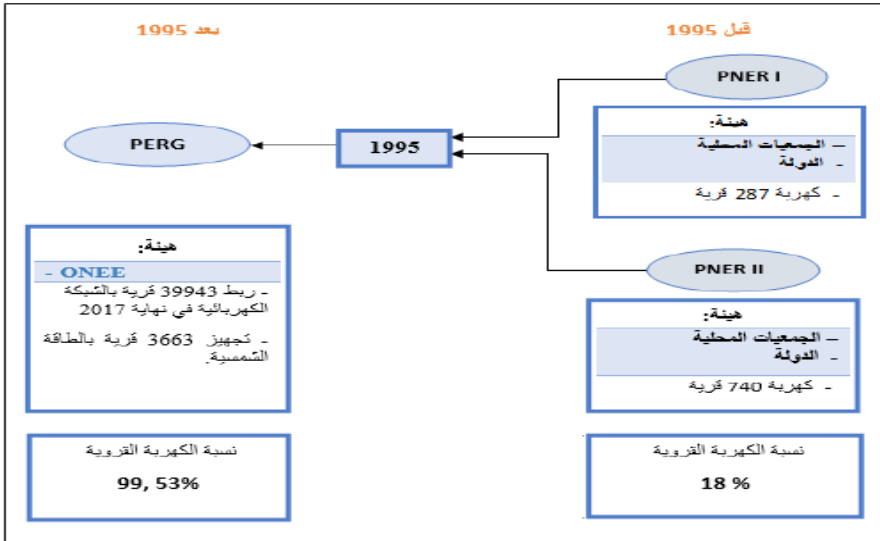 قبل 1995
بعد 1995
PNER I
هيئة:
– الجمعيات المحلية
- الدولة
- كهربة 287 قرية
1995
PERG
PNER II
هيئة:
– الجمعيات المحلية
- الدولة
- كهربة 740 قرية
هيئة:
- ONEE
- ربط 39943 قرية بالشبكة
الكهربائية في نهاية 2017
- تجهيز 3663 قرية بالطاقة
الشمسية.
نسبة الكهربة القروية
18 %
نسبة الكهربة القروية
99, 53%